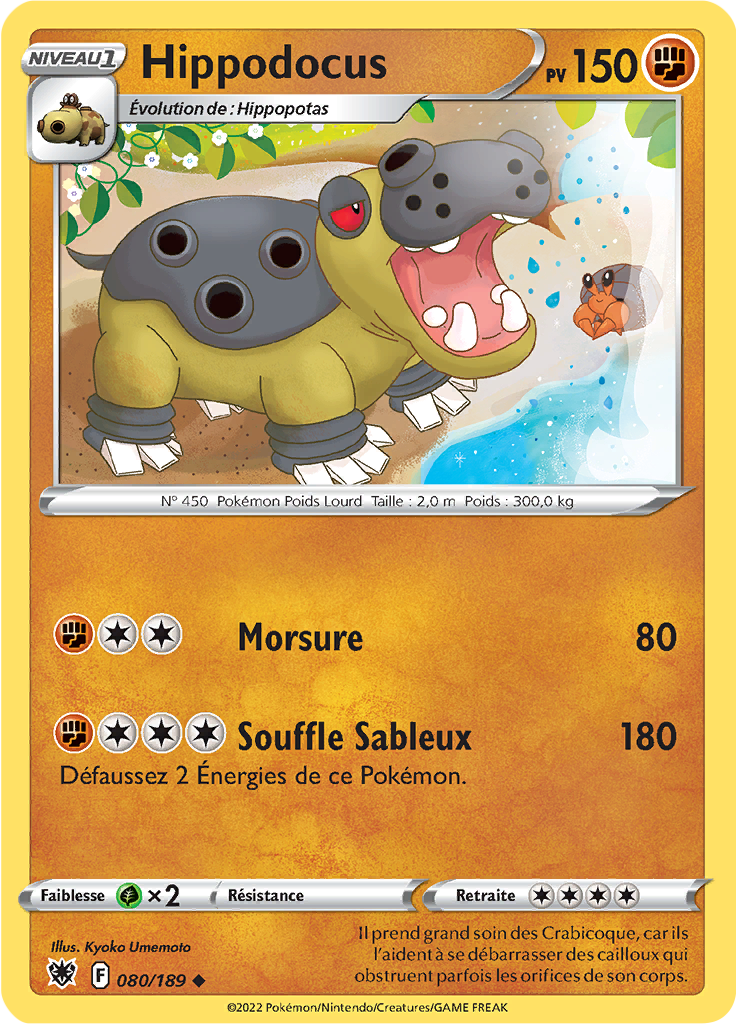 NIVEAU 1
Hippodocus
PV 150
Évolution de : Hippopotas
N° 450 Pokémon Poids Lourd Taille : 2,0 m Poids : 300,0 kg
Morsure 80
Souffle Sableux 180
Défaussez 2 Énergies de ce Pokémon.
Faiblesse ×2 Résistance Retraite
Illus. Kyoko Umemoto
F 080/189
Il prend grand soin des Crabicoque, car ils
l'aident à se débarrasser des cailloux qui
obstruent parfois les orifices de son corps.
©2022 Pokémon/Nintendo/Creatures/GAME FREAK